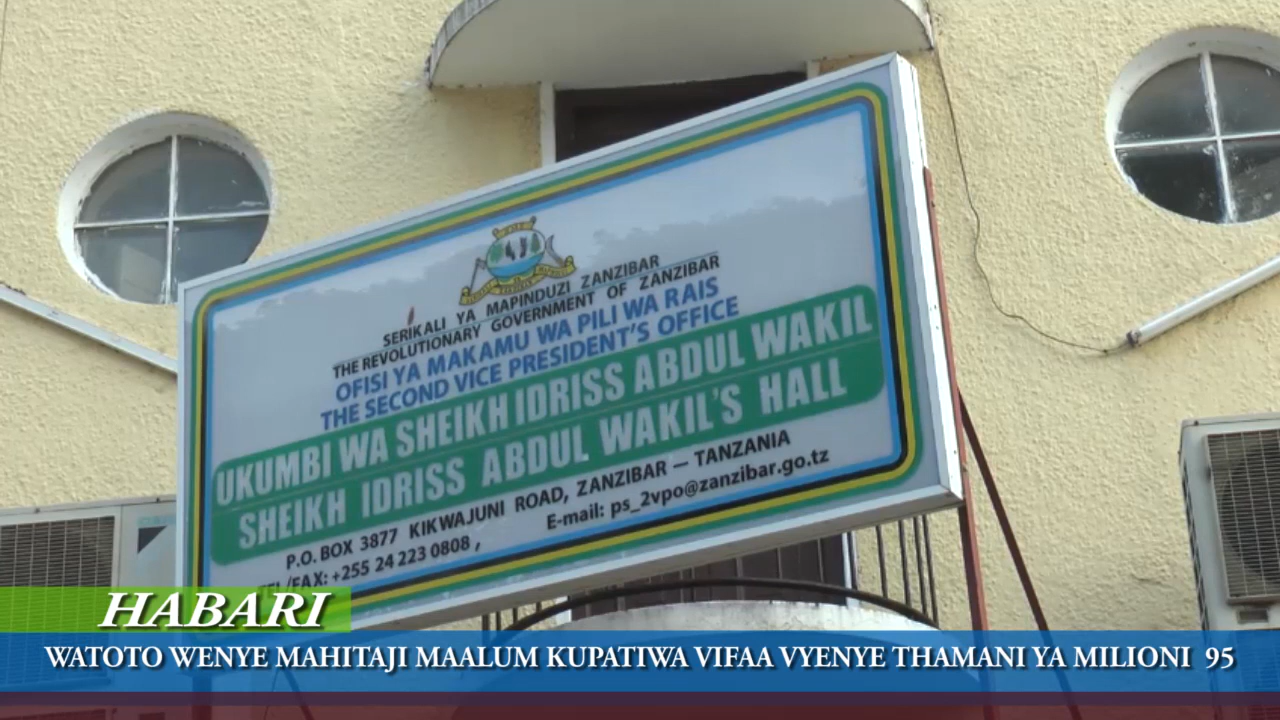 SERIKALI YA MAPINDUZI ZANZIBAR
THE REVOLUTIONARY GOVERNMENT OF ZANZIBAR
OFISI YA MAKAMU WA PILI WA RAIS
THE SECOND VICE PRESIDENT'S OFFICE
UKUMBI WA SHEIKH IDRISS ABDUL WAKIL
SHEIKH IDRISS ABDUL WAKIL'S HALL
P.O. BOX 3877 KIKWAJUNI ROAD, ZANZIBAR — TANZANIA
TEL/FAX: +255 24 223 0808 , E-mail: ps_2vpo@zanzibar.go.tz
HABARI
WATOTO WENYE MAHITAJI MAALUM KUPATIWA VIFAA VYENYE THAMANI YA MILIONI 95